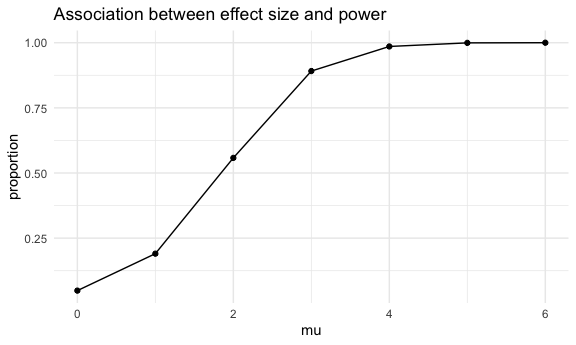 Association between effect size and power
1.00
0.75
0.50
0.25
proportion
0 2 4 6
mu